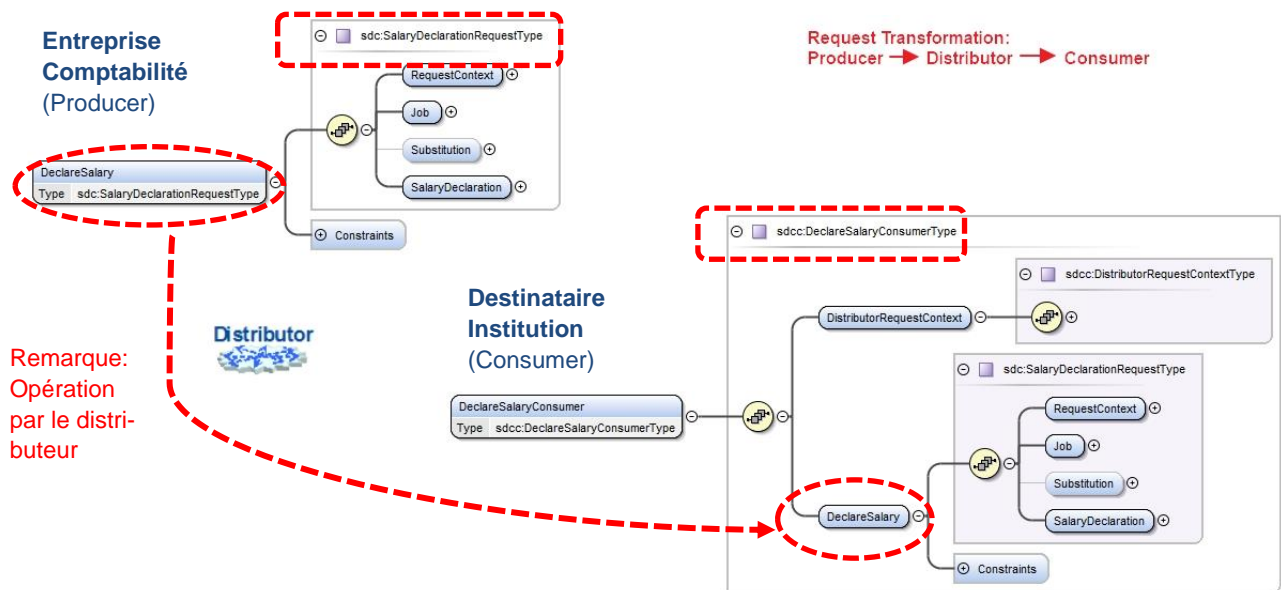 Entreprise
Comptabilité
(Producer)
sdc:SalaryDeclarationRequestType
RequestContext
Job
Substitution
SalaryDeclaration
DeclareSalary
Type sdc:SalaryDeclarationRequestType
Constraints
Request Transformation:
Producer Distributor Consumer
Distributor
Remarque:
Opération
par le distri-
buteur
Destinataire
Institution
(Consumer)
sdcc:DeclareSalaryConsumerType
sdcc:DistributorRequestContextType
DistributorRequestContext
sdc:SalaryDeclarationRequestType
RequestContext
Job
Substitution
SalaryDeclaration
DeclareSalaryConsumer
Type sdcc:DeclareSalaryConsumerType
DeclareSalary
Constraints